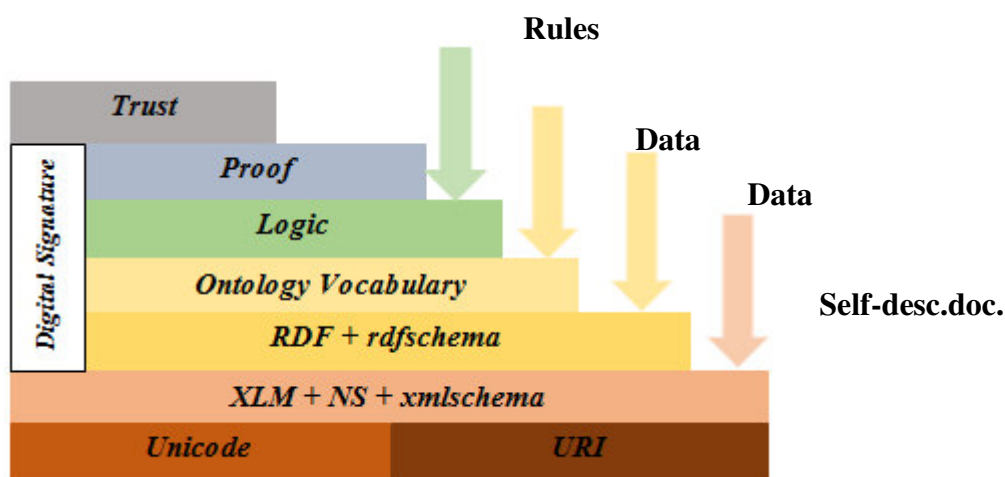 Rules
Trust
Data
Proof
Data
Digital Signature
Logic
Ontology Vocabulary
Self-desc.doc.
RDF + rdfschema
XLM + NS + xmlschema
Unicode
URI